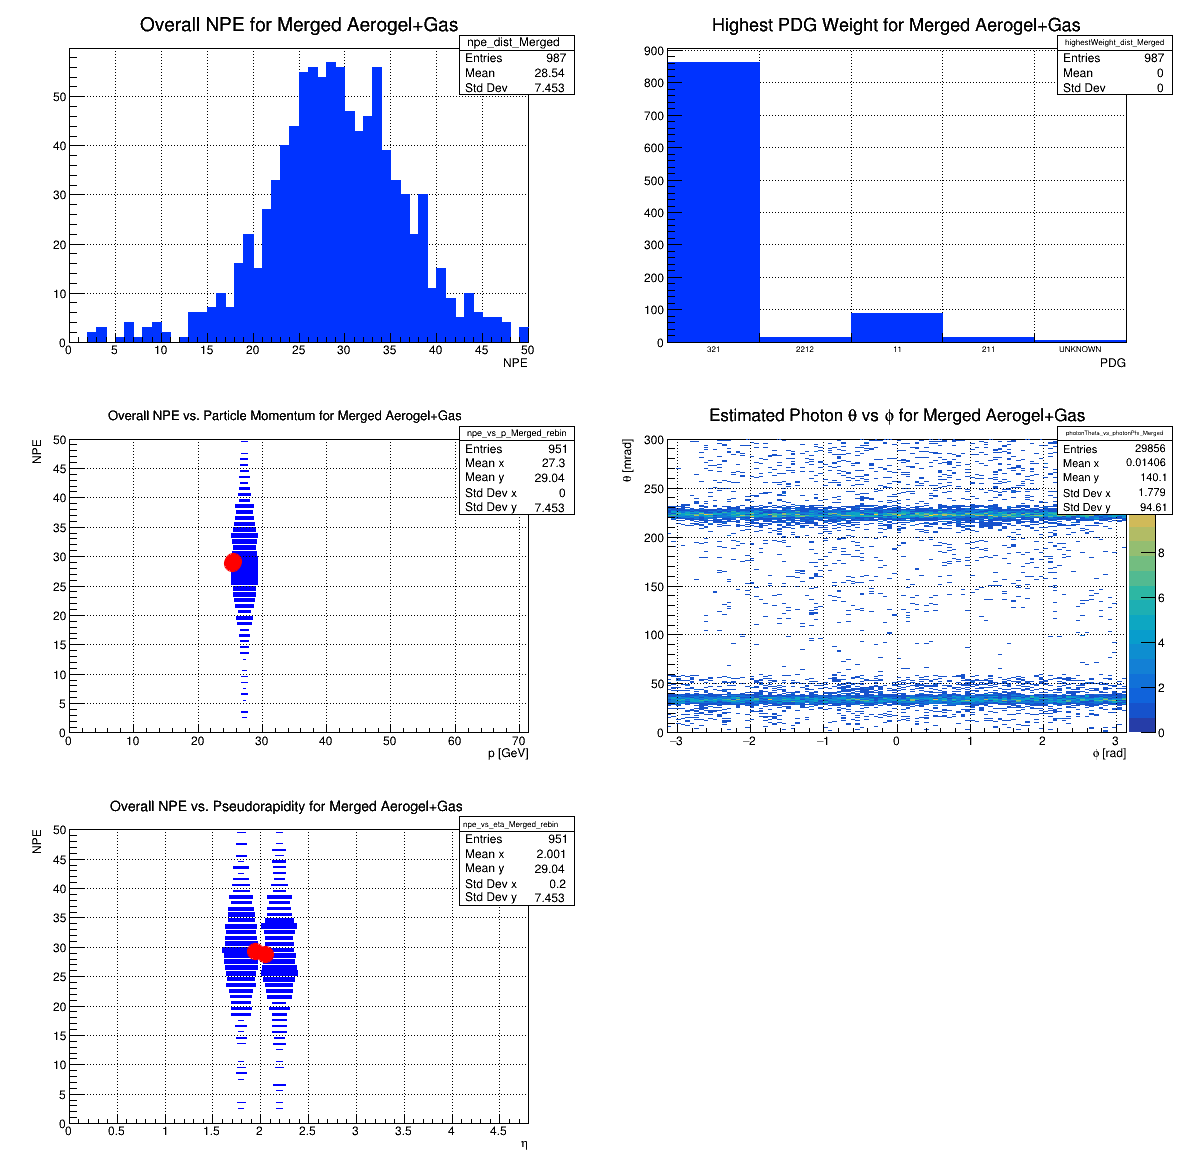 Overall NPE for Merged Aerogel+Gas
npe_dist_Merged
Entries 987
Mean 28.54
Std Dev 7.453
50
40
30
20
10
0
0 5 10 15 20 25 30 35 40 45 50
NPE
Highest PDG Weight for Merged Aerogel+Gas
highestWeight_dist_Merged
Entries 987
Mean 0
Std Dev 0
900
800
700
600
500
400
300
200
100
0
321 2212 11 211 UNKNOWN
PDG
Overall NPE vs. Particle Momentum for Merged Aerogel+Gas
NPE
npe_vs_p_Merged_rebin
Entries 951
Mean x 27.3
Mean y 29.04
Std Dev x 0
Std Dev y 7.453
50
45
40
35
30
25
20
15
10
5
0
0 10 20 30 40 50 60 70
p [GeV]
Estimated Photon θ vs ϕ for Merged Aerogel+Gas
θ [mrad]
photonTheta_vs_photonPhi_Merged
Entries 29856
Mean x 0.01406
Mean y 140.1
Std Dev x 1.779
Std Dev y 94.61
300
250
200
150
100
50
0
−3 −2 −1 0 1 2 3
ϕ [rad]
8
6
4
2
0
Overall NPE vs. Pseudorapidity for Merged Aerogel+Gas
NPE
npe_vs_eta_Merged_rebin
Entries 951
Mean x 2.001
Mean y 29.04
Std Dev x 0.2
Std Dev y 7.453
50
45
40
35
30
25
20
15
10
5
0
0 0.5 1 1.5 2 2.5 3 3.5 4 4.5
η